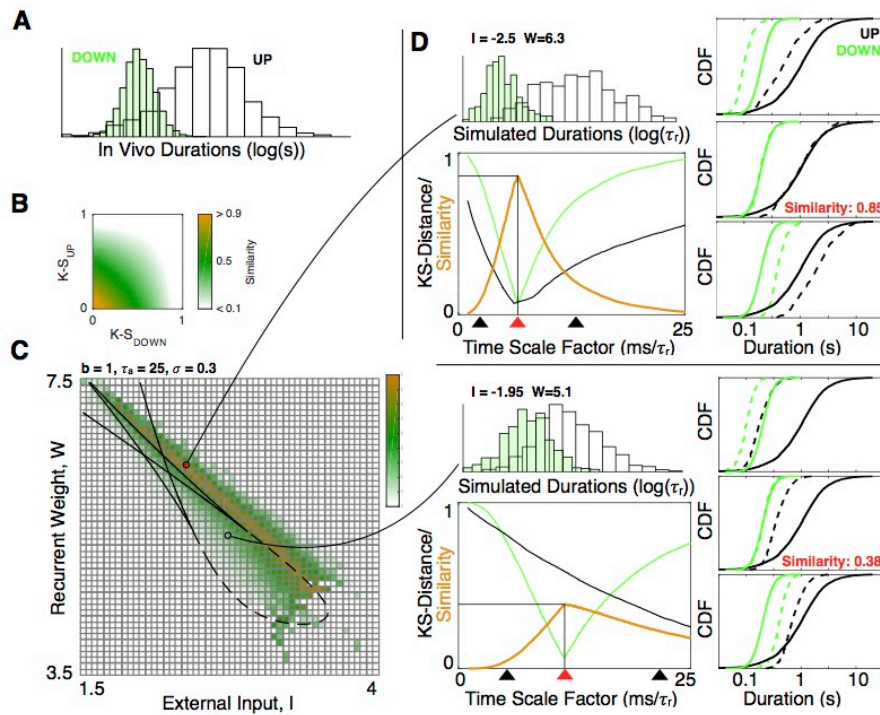 A
DOWN
UP
In Vivo Durations (log(s))
B
1
K-S_UP
0
0
1
K-S_DOWN
> 0.9
0.5
< 0.1
Similarity
C
b = 1, τa = 25, σ = 0.3
7.5
Recurrent Weight, W
3.5
1.5
4
External Input, I
D
I = -2.5 W=6.3
Simulated Durations (log(τr))
1
KS-Distance/
Similarity
0
0
25
Time Scale Factor (ms/τr)
CDF
UP
DOWN
CDF
Similarity: 0.85
CDF
0.1
1
10
Duration (s)
I = -1.95 W=5.1
Simulated Durations (log(τr))
1
KS-Distance/
Similarity
0
0
25
Time Scale Factor (ms/τr)
CDF
CDF
Similarity: 0.38
CDF
0.1
1
10
Duration (s)